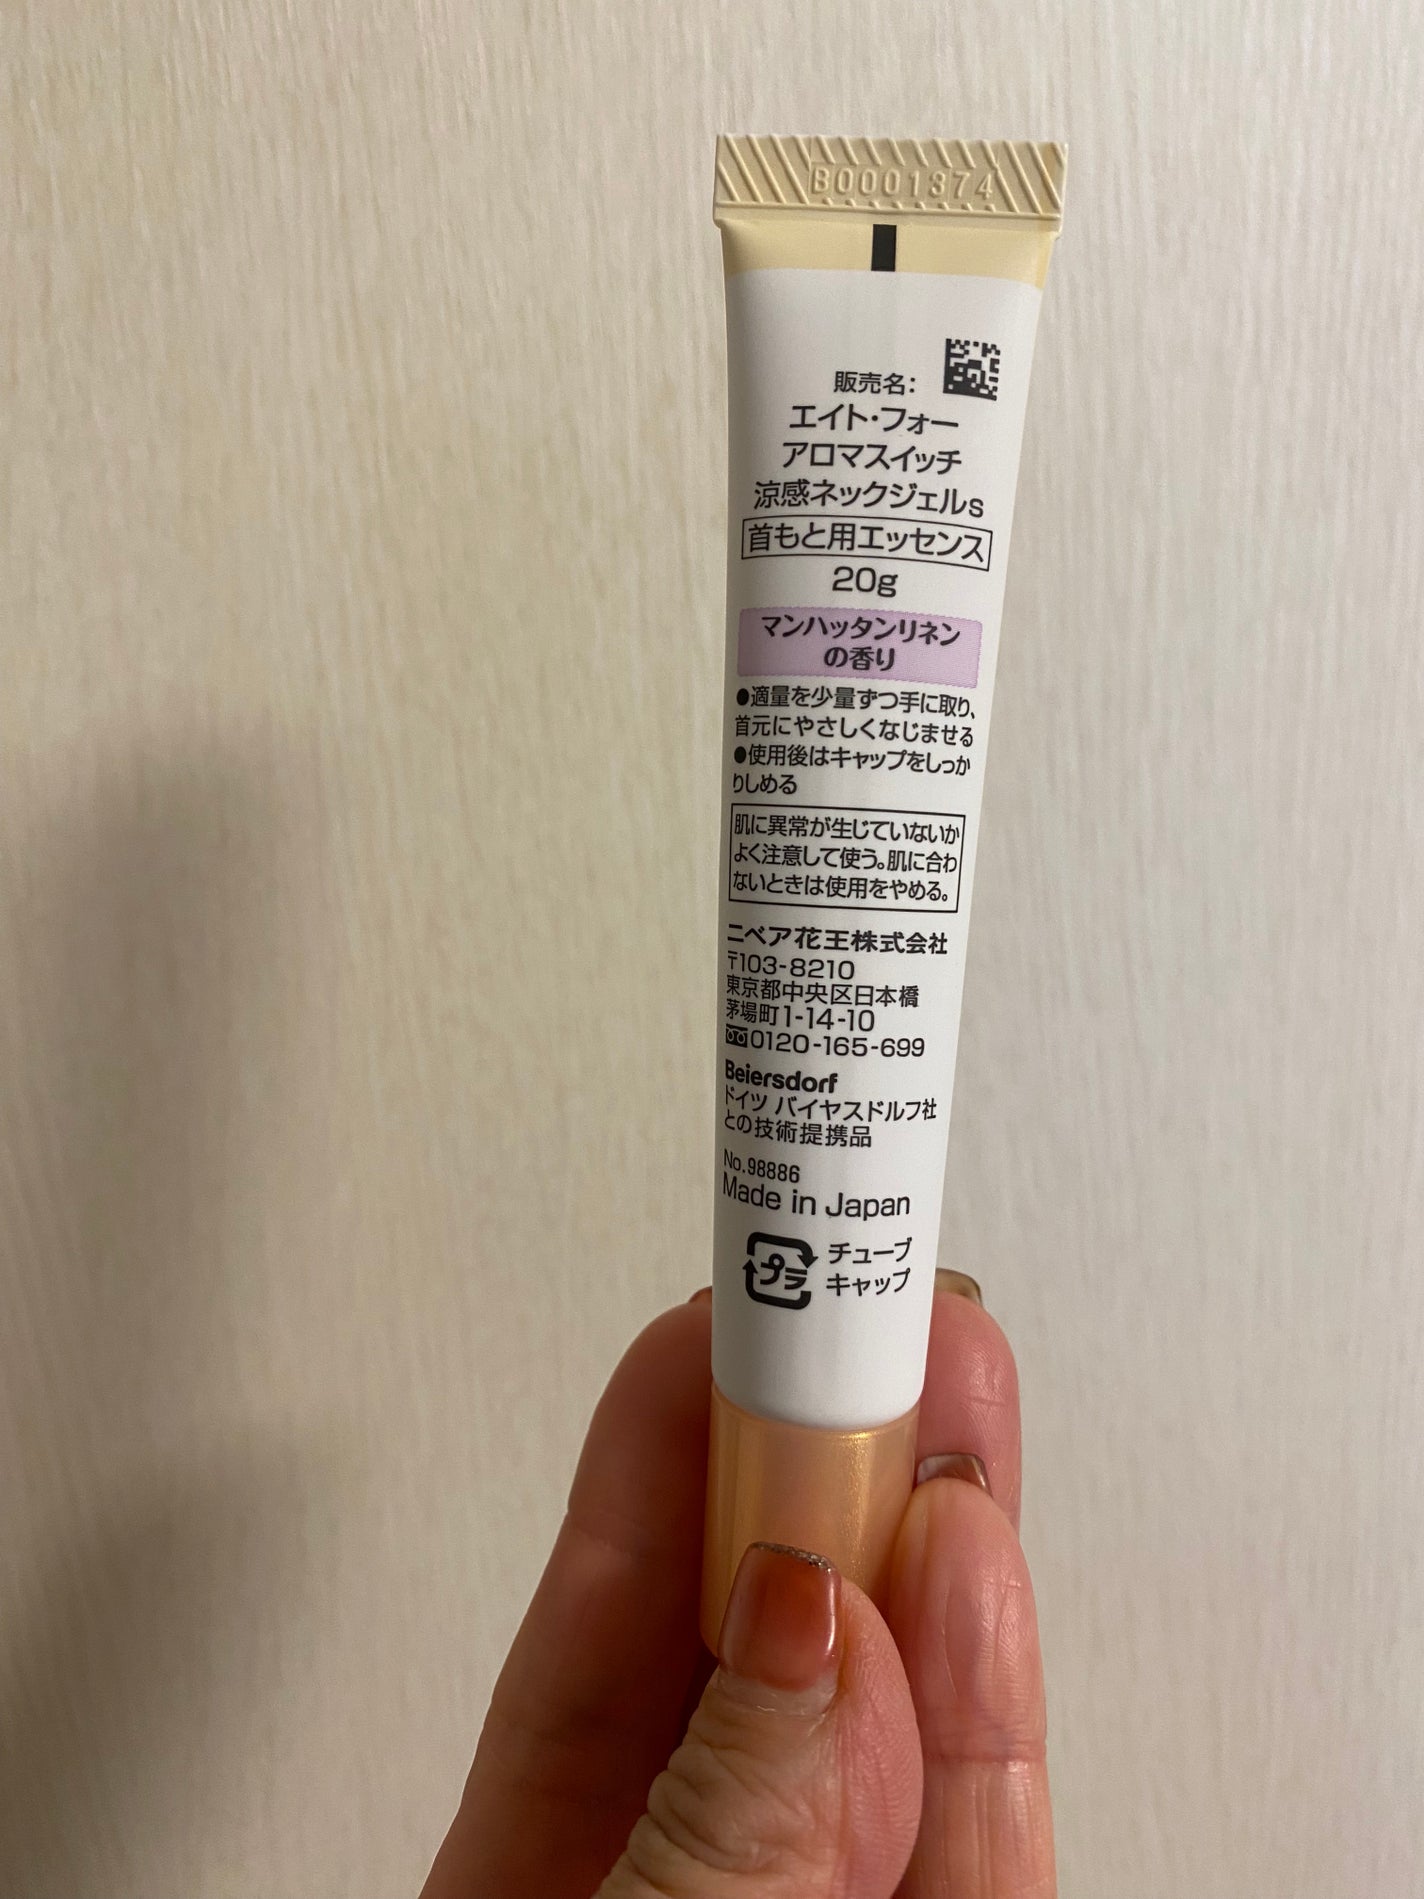 B0001374
販売名:
エイト・フォー
アロマスイッチ
涼感ネックジェルs
首もと用エッセンス
20g
マンハッタンリネン
の香り
●適量を少量ずつ手に取り、
首元にやさしくなじませる
●使用後はキャップをしっか
りしめる
肌に異常が生じていないか
よく注意して使う。肌に合わ
ないときは使用をやめる。
ニベア花王株式会社
〒103-8210
東京都中央区日本橋
茅場町1-14-10
0120-165-699
Beiersdorf
ドイツ バイヤスドルフ社
との技術提携品
No.98886
Made in Japan
プラ チューブ
キャップ